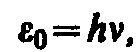 ε₀ = hν,